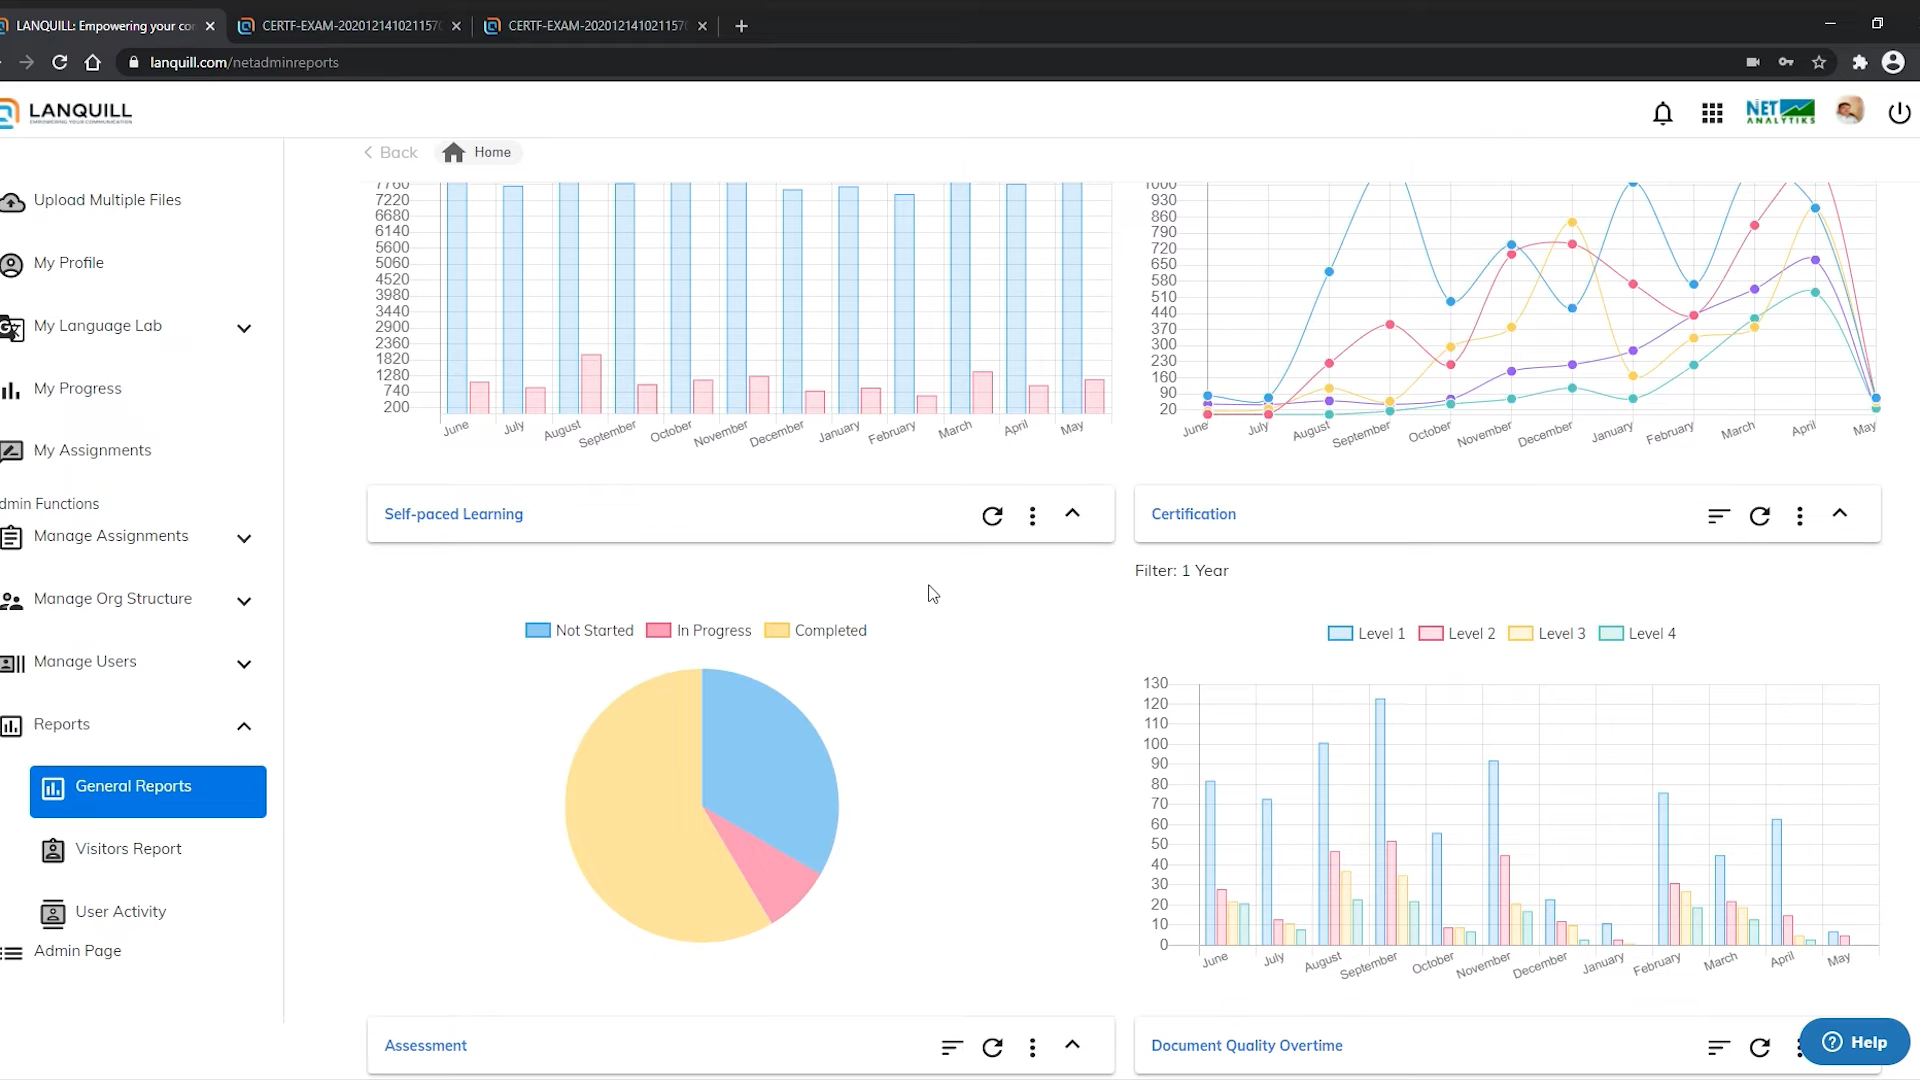 LANQUILL: Empowering your co
CERTF-EXAM-20201214102115
CERTF-EXAM-20201214102115
lanquill.com/netadminreports
LANQUILL
EMPOWERING YOUR COMMUNICATION
NET
ANALYTIKS
Back
Home
Upload Multiple Files
My Profile
My Language Lab
My Progress
My Assignments
dmin Functions
Manage Assignments
Manage Org Structure
Manage Users
Reports
General Reports
Visitors Report
User Activity
Admin Page
7760
7220
6680
6140
5600
5060
4520
3980
3440
2900
2360
1820
1280
740
200
June July August September October November December January February March April May
1000
930
860
790
720
650
580
510
440
370
300
230
160
90
20
June July August September October November December January February March April May
Self-paced Learning
Not Started In Progress Completed
Certification
Filter: 1 Year
Level 1 Level 2 Level 3 Level 4
130
120
110
100
90
80
70
60
50
40
30
20
10
0
June July August September October November December January February March April May
Assessment
Document Quality Overtime
Help